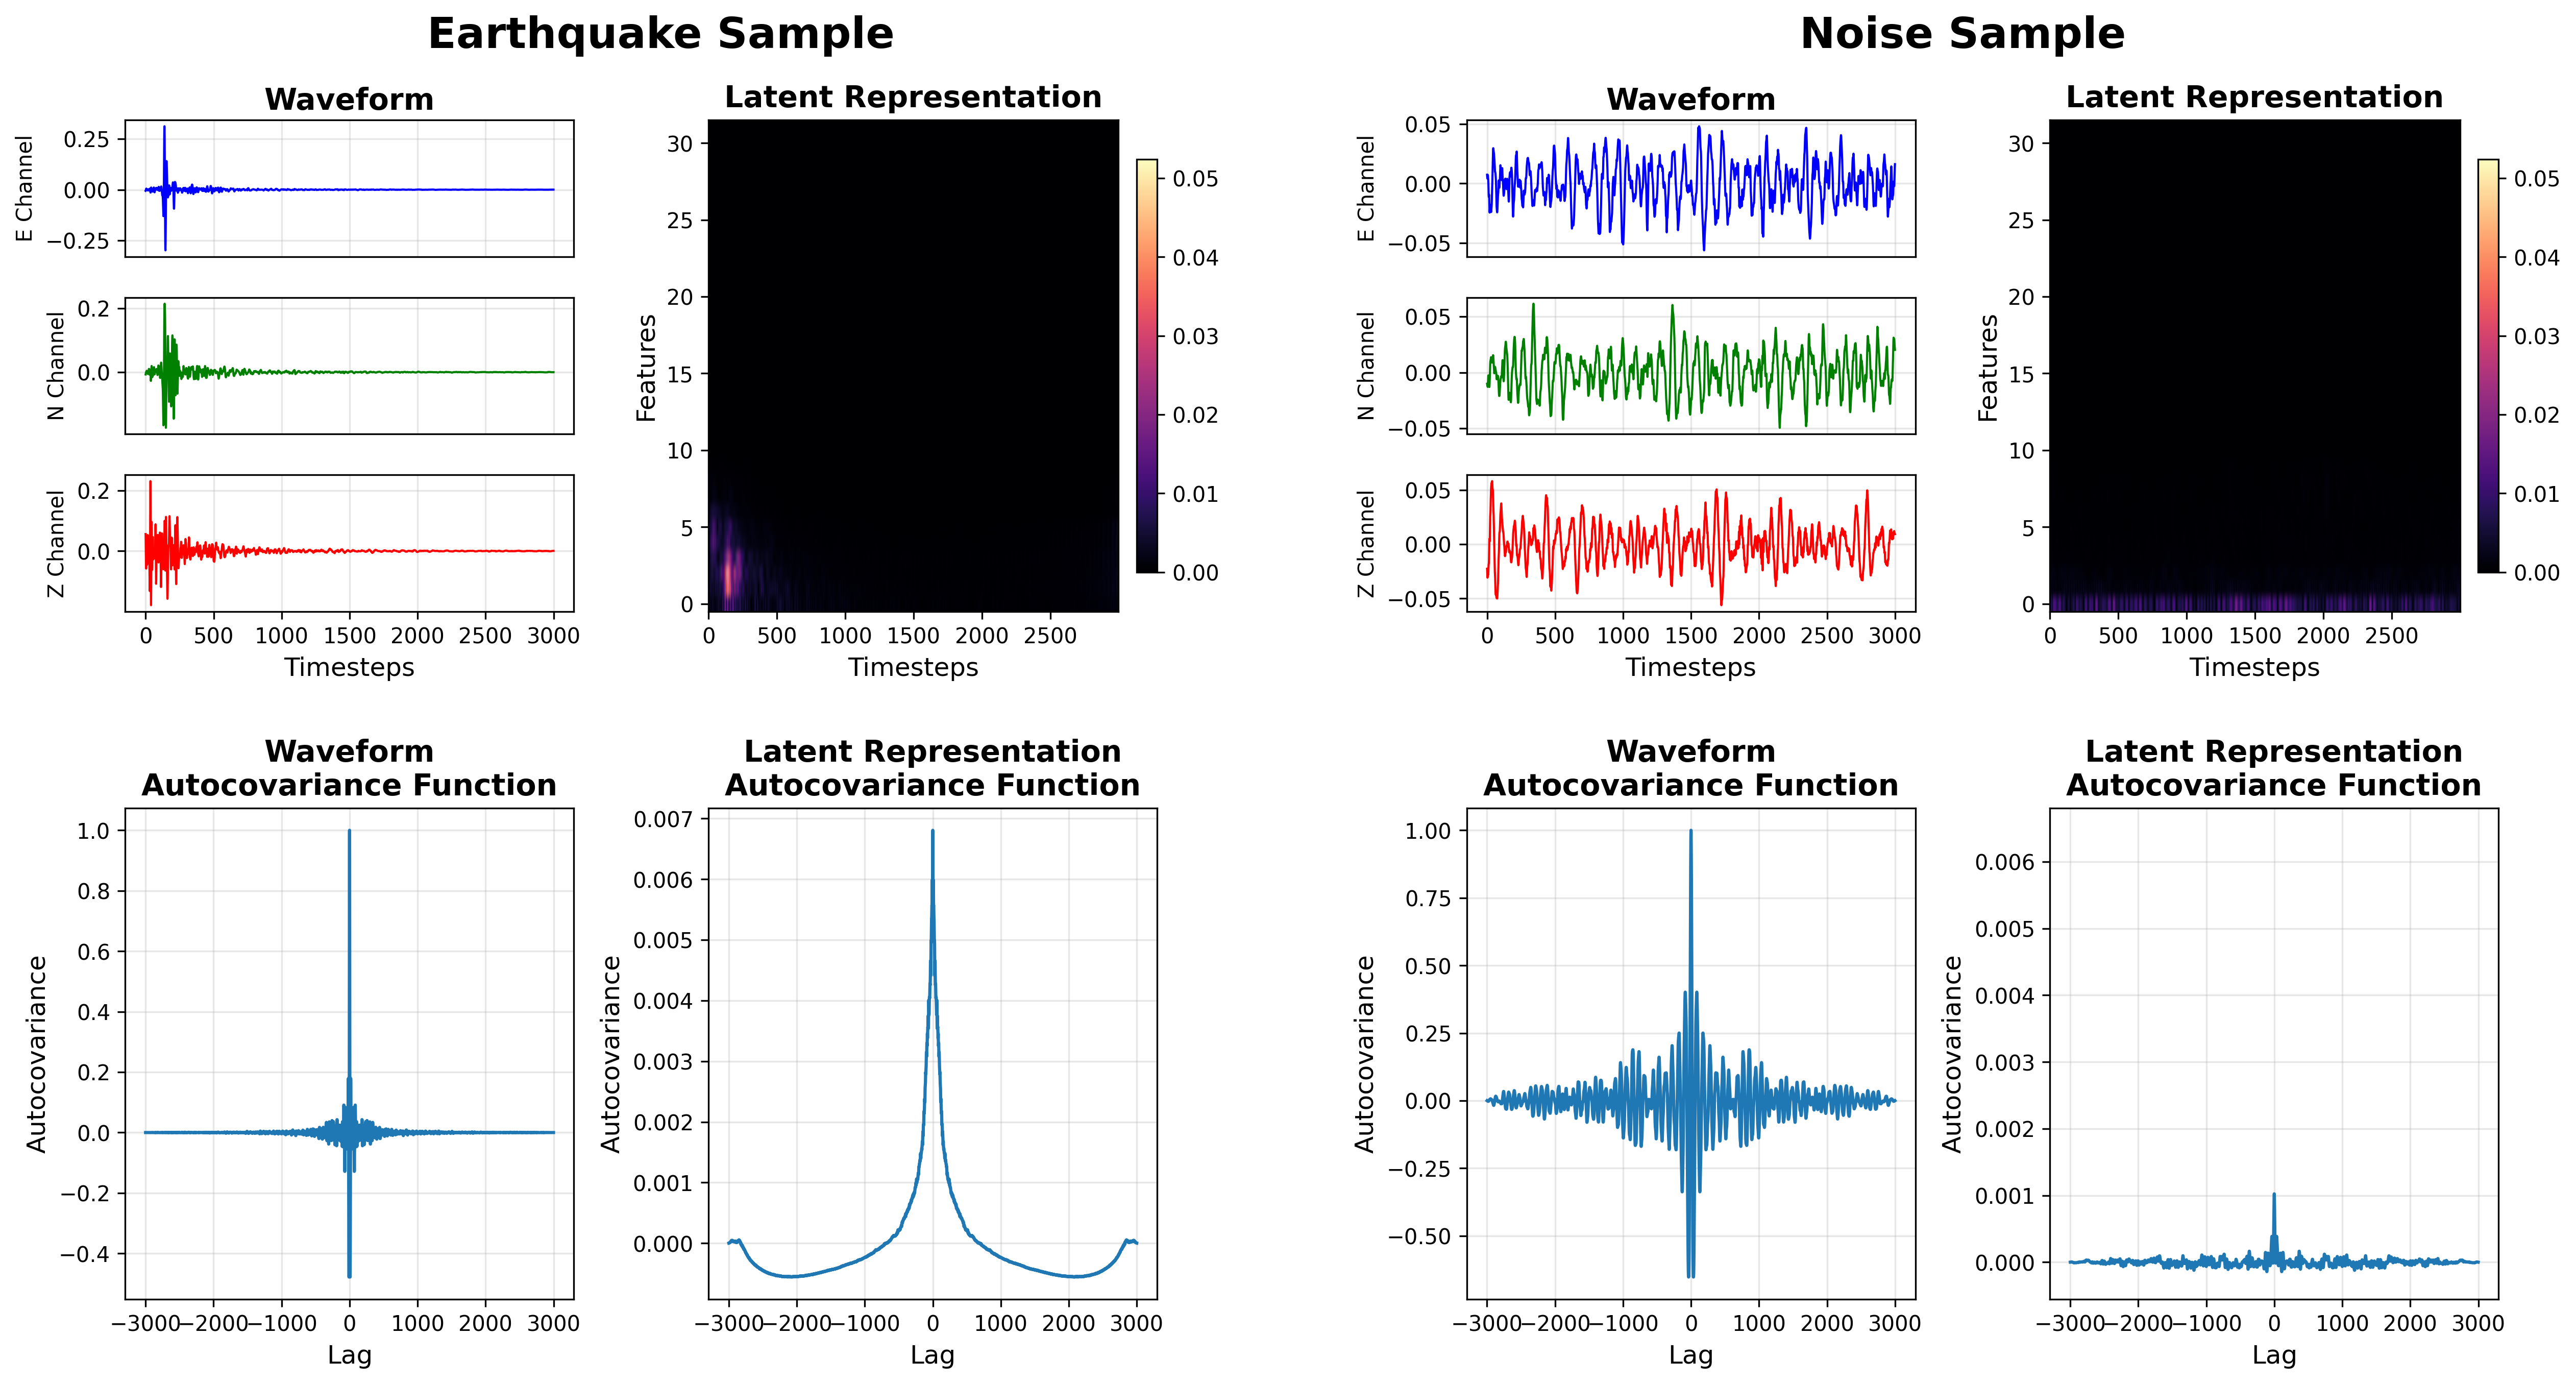 Earthquake Sample
Waveform
E Channel
0.25
0.00
−0.25
N Channel
0.2
0.0
Z Channel
0.2
0.0
0 500 1000 1500 2000 2500 3000
Timesteps
Latent Representation
Features
30
25
20
15
10
5
0
0 500 1000 1500 2000 2500
Timesteps
0.05
0.04
0.03
0.02
0.01
0.00
Waveform
Autocovariance Function
Autocovariance
1.0
0.8
0.6
0.4
0.2
0.0
−0.2
−0.4
−3000 −2000 −1000 0 1000 2000 3000
Lag
Latent Representation
Autocovariance Function
Autocovariance
0.007
0.006
0.005
0.004
0.003
0.002
0.001
0.000
−3000 −2000 −1000 0 1000 2000 3000
Lag
Noise Sample
Waveform
E Channel
0.05
0.00
−0.05
N Channel
0.05
0.00
−0.05
Z Channel
0.05
0.00
−0.05
0 500 1000 1500 2000 2500 3000
Timesteps
Latent Representation
Features
30
25
20
15
10
5
0
0 500 1000 1500 2000 2500
Timesteps
0.05
0.04
0.03
0.02
0.01
0.00
Waveform
Autocovariance Function
Autocovariance
1.00
0.75
0.50
0.25
0.00
−0.25
−0.50
−3000 −2000 −1000 0 1000 2000 3000
Lag
Latent Representation
Autocovariance Function
Autocovariance
0.006
0.005
0.004
0.003
0.002
0.001
0.000
−3000 −2000 −1000 0 1000 2000 3000
Lag